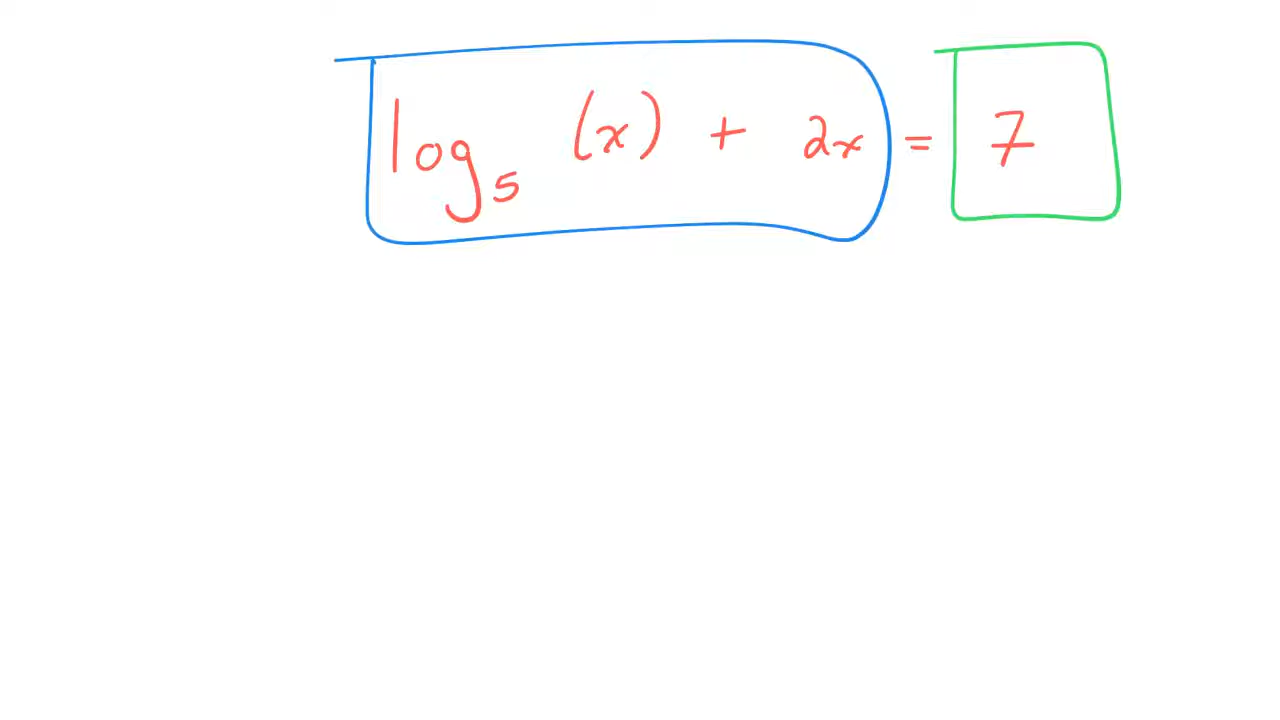 log₅ (x) + 2x = 7